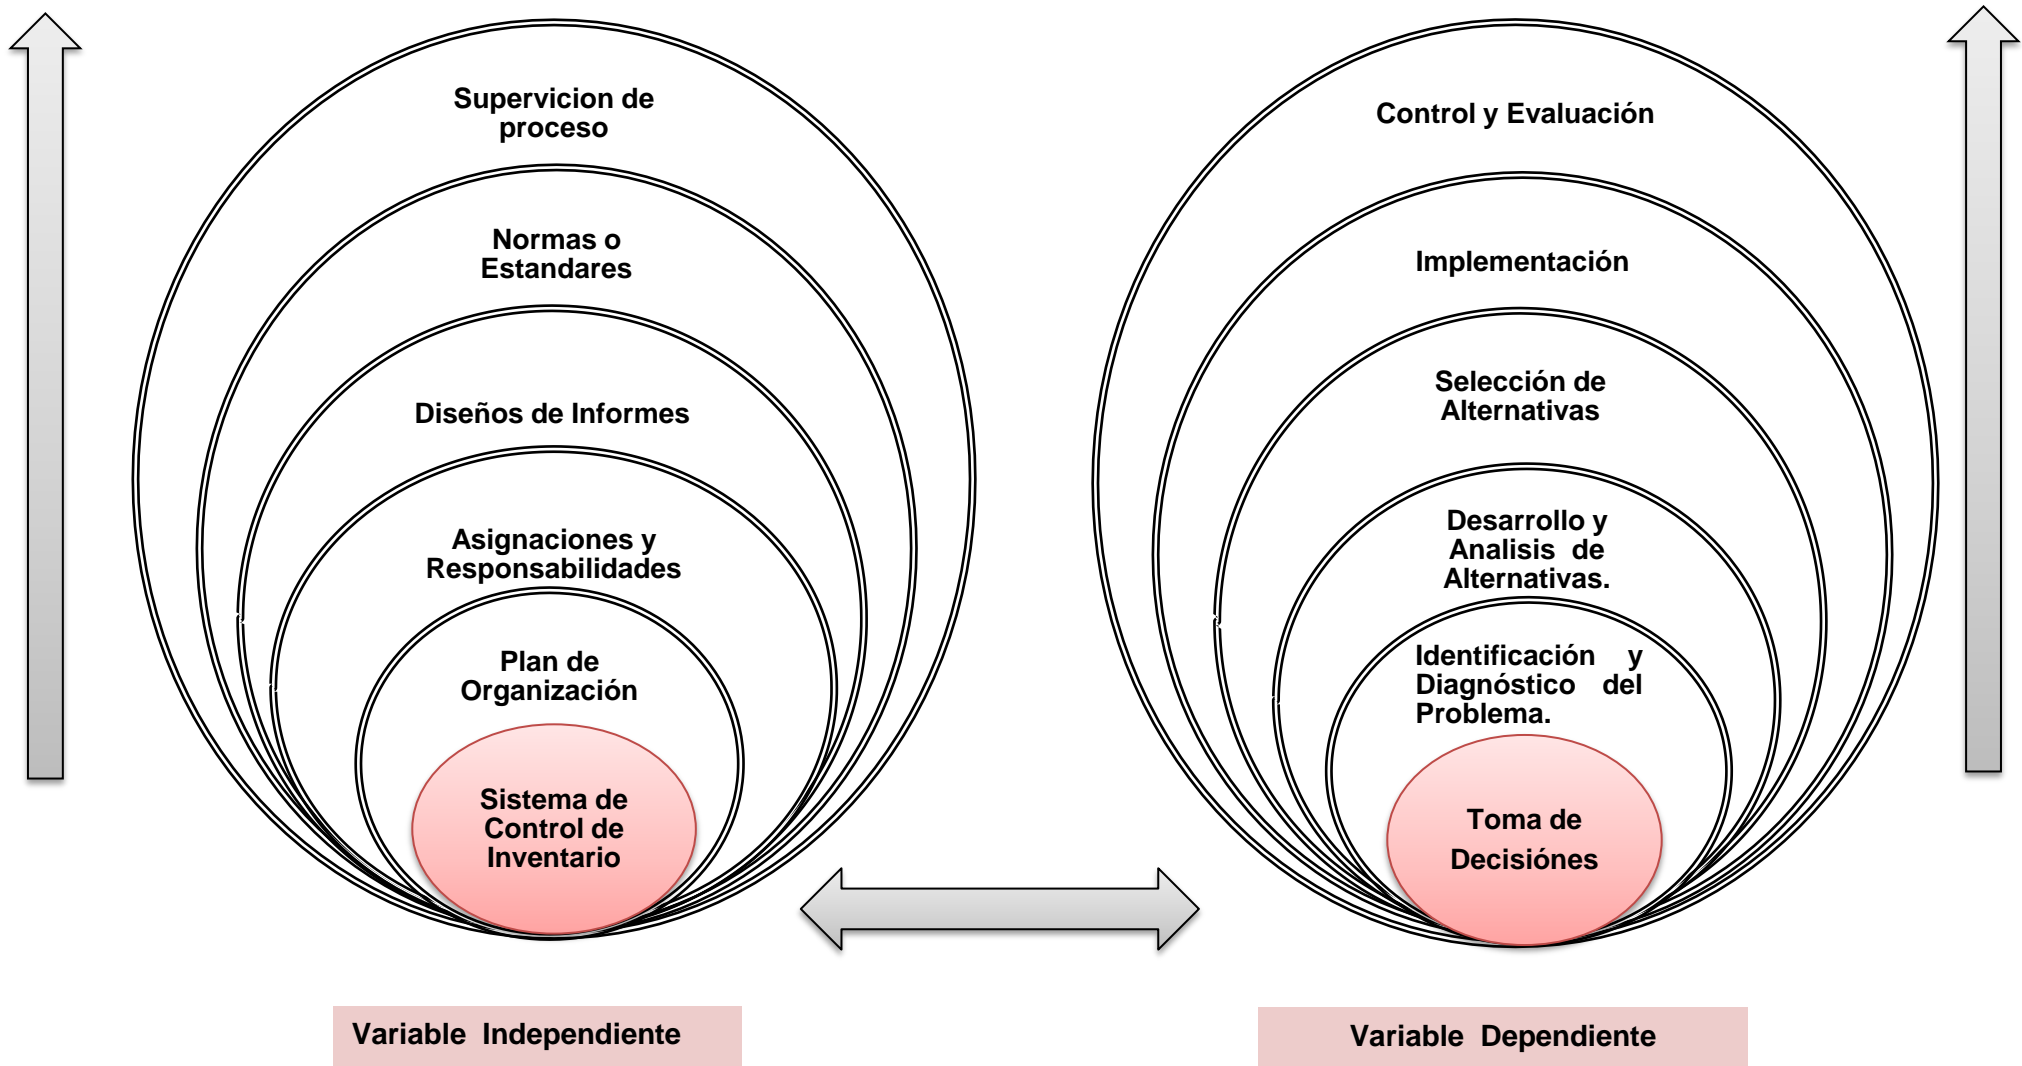 Supervicion de
proceso
Normas o
Estandares
Diseños de Informes
Asignaciones y
Responsabilidades
Plan de
Organización
Sistema de
Control de
Inventario
Variable Independiente
Control y Evaluación
Implementación
Selección de
Alternativas
Desarrollo y
Analisis de
Alternativas.
Identificación y
Diagnóstico del
Problema.
Toma de
Decisiónes
Variable Dependiente